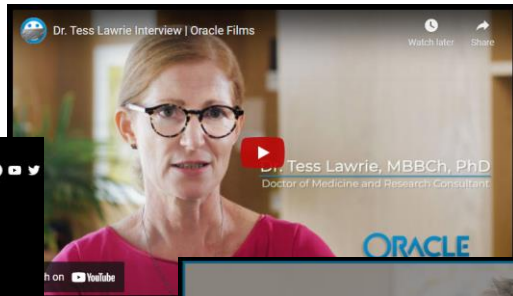 Dr. Tess Lawrie Interview | Oracle Films
Watch later
Share
Dr. Tess Lawrie, MBBCh, PhD
Doctor of Medicine and Research Consultant
ORACLE
h on YouTube